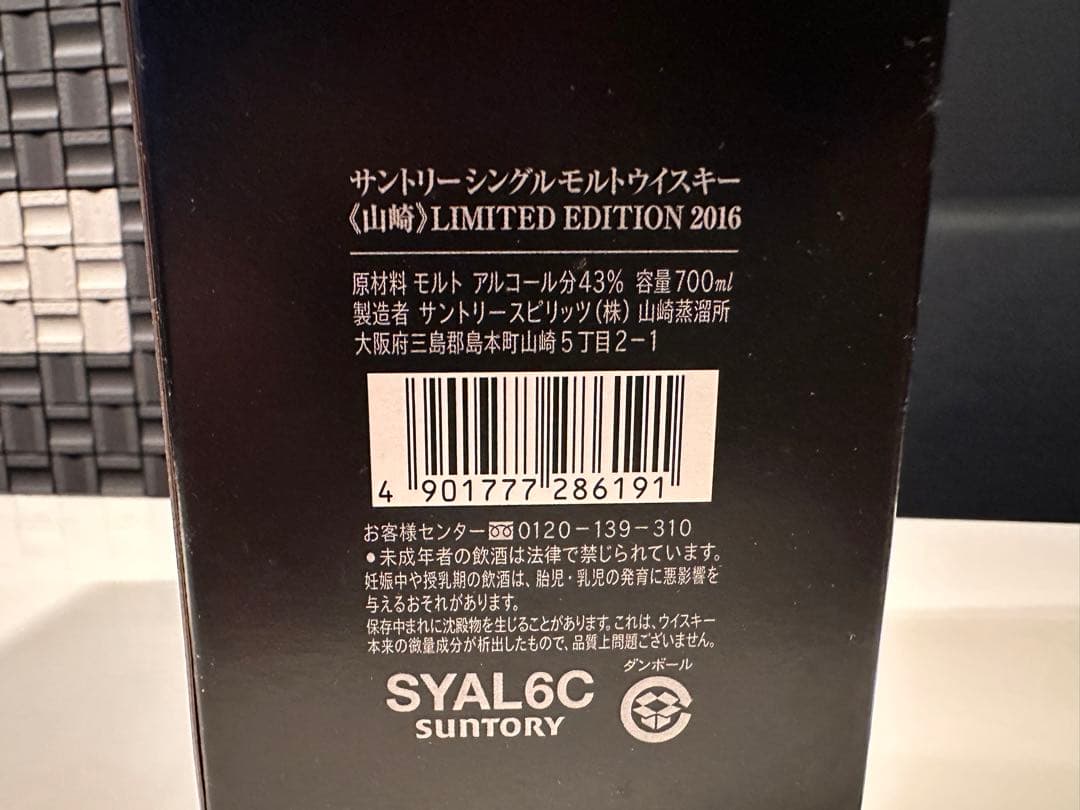 サントリーシングルモルトウイスキー
《山崎》LIMITED EDITION 2016
原材料 モルト アルコール分43% 容量700ml
製造者 サントリースピリッツ(株) 山崎蒸溜所
大阪府三島郡島本町山崎5丁目2-1
4 901777 286191
お客様センター 0120-139-310
●未成年者の飲酒は法律で禁じられています。
妊娠中や授乳期の飲酒は、胎児・乳児の発育に悪影響を
与えるおそれがあります。
保存中まれに沈殿物を生じることがあります。これは、ウイスキー
本来の微量成分が析出したもので、品質上問題ございません。
ダンボール
SYAL6C
SUNTORY